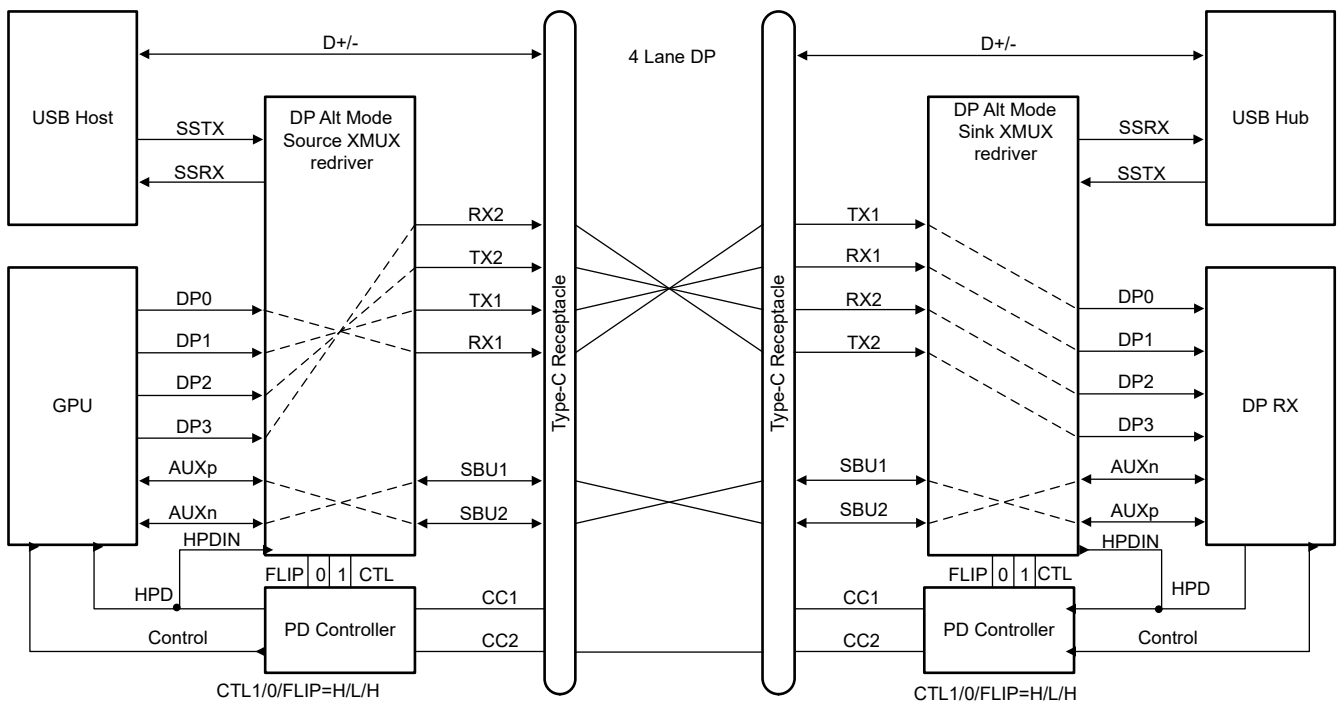 D+/-
4 Lane DP
D+/-
USB Host
DP Alt Mode
Source XMUX
redriver
SSTX
SSRX
RX2
TX2
TX1
RX1
Type-C Receptacle
Type-C Receptacle
DP Alt Mode
Sink XMUX
redriver
USB Hub
SSRX
SSTX
TX1
RX1
RX2
TX2
GPU
DP0
DP1
DP2
DP3
AUXp
AUXn
SBU1
SBU2
SBU1
SBU2
DP0
DP1
DP2
DP3
AUXn
AUXp
DP RX
HPDIN
FLIP 0 1 CTL
HPD
Control
PD Controller
CC1
CC2
CTL1/0/FLIP=H/L/H
HPDIN
FLIP 0 1 CTL
CC1
CC2
PD Controller
HPD
Control
CTL1/0/FLIP=H/L/H